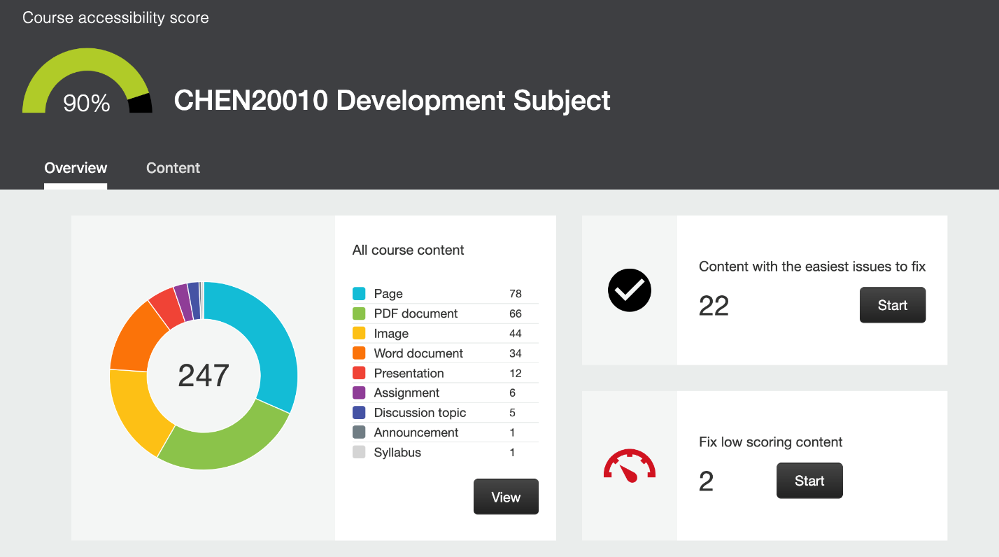 Course accessibility score
90%
CHEN20010 Development Subject
Overview Content
247
All course content
Page 78
PDF document 66
Image 44
Word document 34
Presentation 12
Assignment 6
Discussion topic 5
Announcement 1
Syllabus 1
View
Content with the easiest issues to fix
22 Start
Fix low scoring content
2 Start